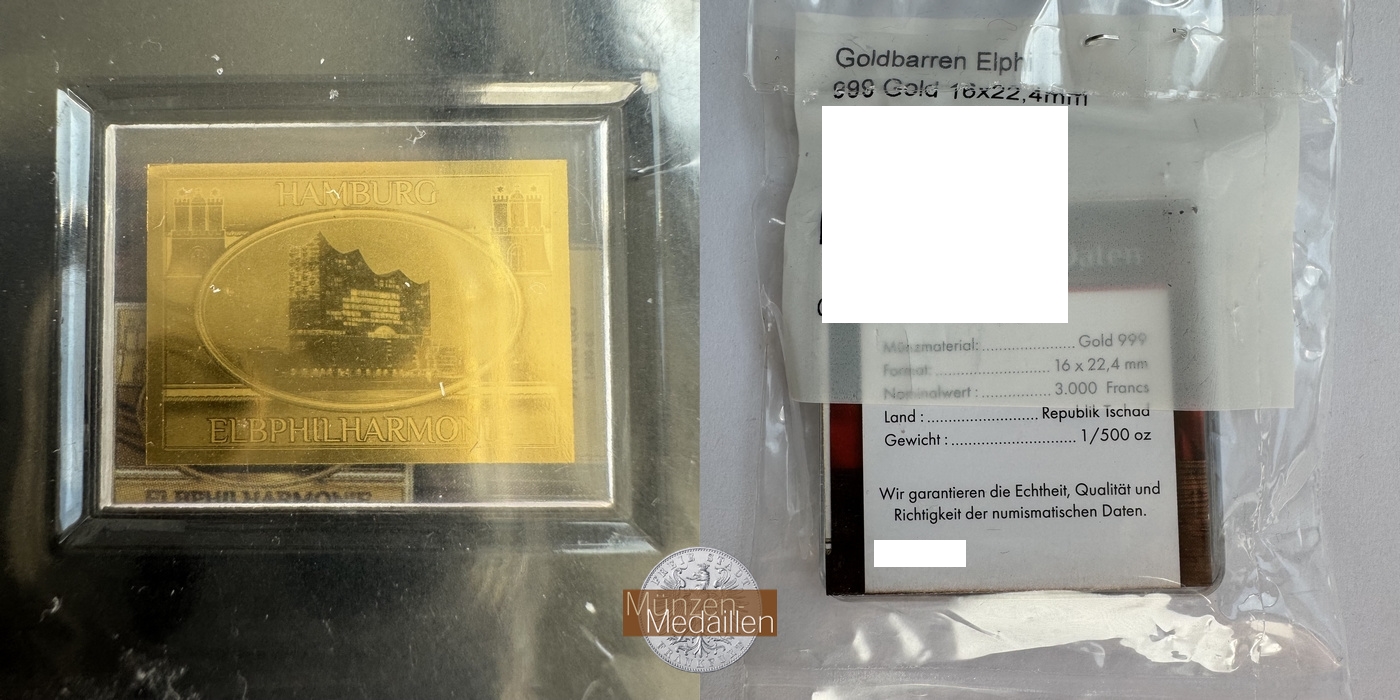 HAMBURG
ELBPHILHARMON
ELBPHILHARMONIE
Goldbarren Elphi
999 Gold 16x22,4mm
Daten
Münzmaterial: Gold 999
Format: 16 x 22,4 mm
Nominalwert : 3.000 Francs
Land : Republik Tschad
Gewicht : 1/500 oz
Wir garantieren die Echtheit, Qualität und
Richtigkeit der numismatischen Daten.
Münzen-
Medaillen